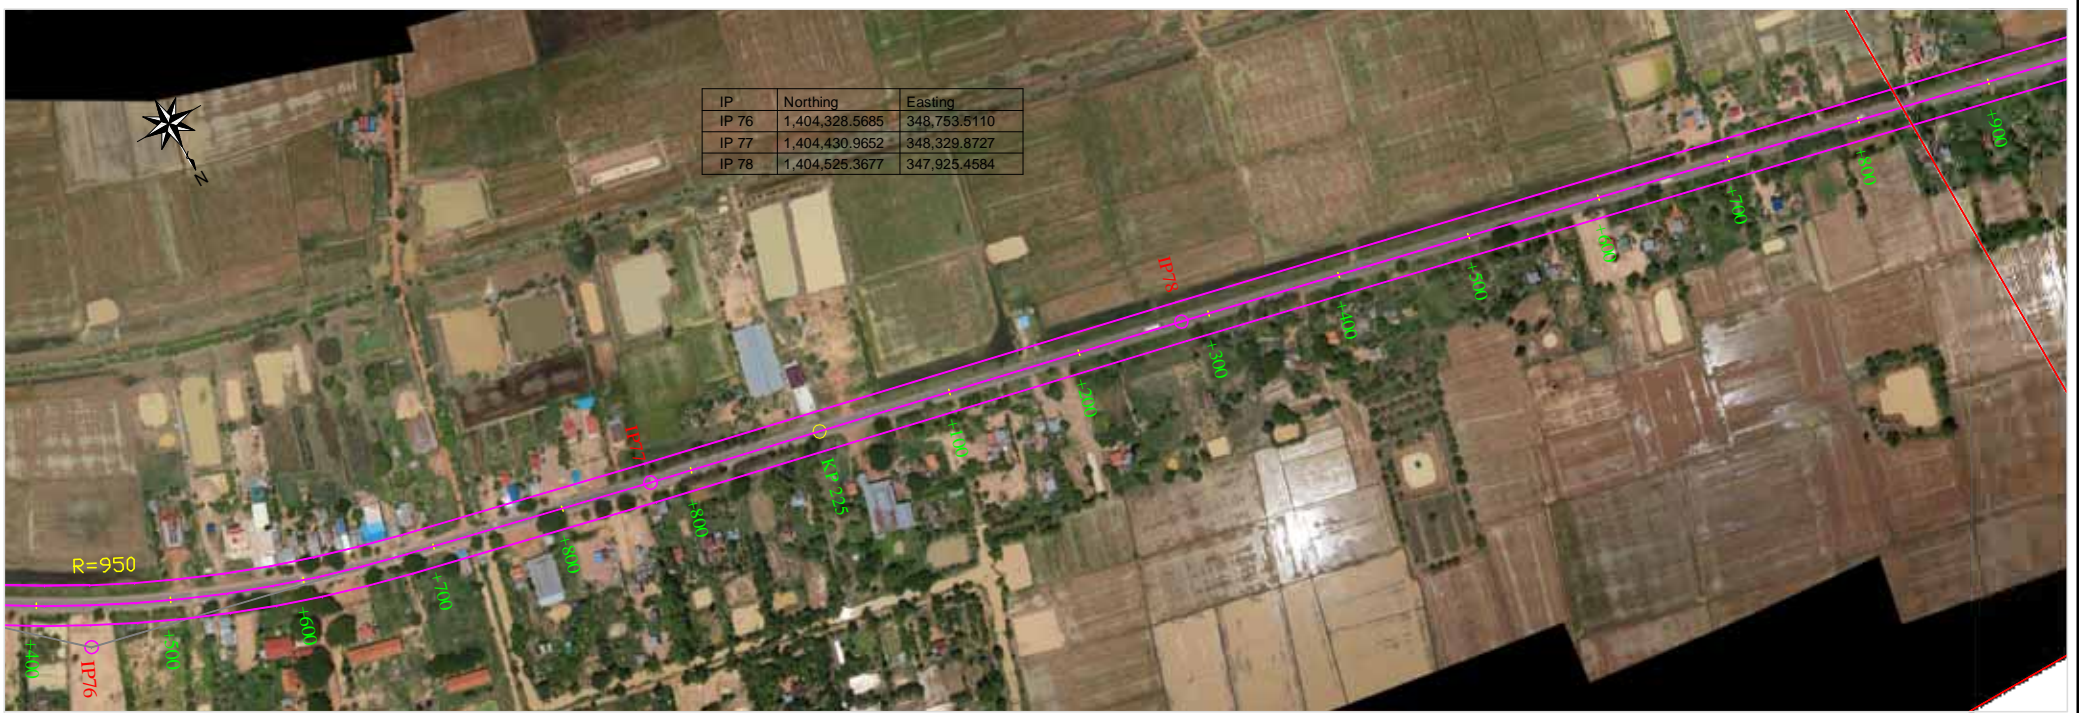 IP Northing Easting
IP 76 1,404,328.5685 348,753.5110
IP 77 1,404,430.9652 348,329.8727
IP 78 1,404,525.3677 347,925.4584
N
R=950
+400
IP76
+500
+600
+700
+800
IP77
+800
KP 225
+100
+200
IP78
+300
+400
+500
+600
+700
+800
+900